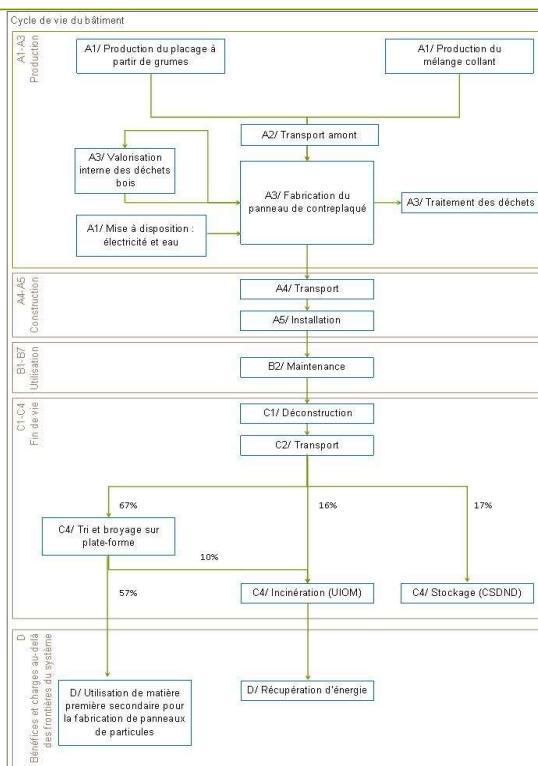 Cycle de vie du bâtiment
A1-A3
Production
A1/ Production du placage à
partir de grumes
A1/ Production du
mélange collant
A2/ Transport amont
A3/ Valorisation
interne des déchets
bois
A3/ Fabrication du
panneau de contreplaqué
A3/ Traitement des déchets
A1/ Mise à disposition :
électricité et eau
A4-A5
Construction
A4/ Transport
A5/ Installation
B1-B7
Utilisation
B2/ Maintenance
C1-C4
Fin de vie
C1/ Déconstruction
C2/ Transport
67%
16%
17%
C4/ Tri et broyage sur
plate-forme
10%
57%
C4/ Incinération (UIOM)
C4/ Stockage (CSDND)
D
Bénéfices et charges au-delà
des frontières du système
D/ Utilisation de matière
première secondaire pour
la fabrication de panneaux
de particules
D/ Récupération d'énergie